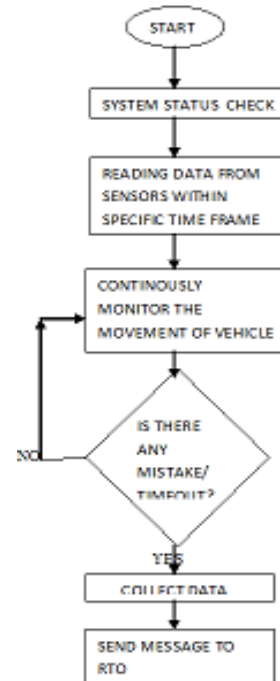 START
SYSTEM STATUS CHECK
READING DATA FROM
SENSORS WITHIN
SPECIFIC TIME FRAME
CONTINOUSLY
MONITOR THE
MOVEMENT OF VEHICLE
IS THERE
ANY
MISTAKE/
TIMEOUT?
NO
YES
COLLECT DATA
SEND MESSAGE TO
RTO